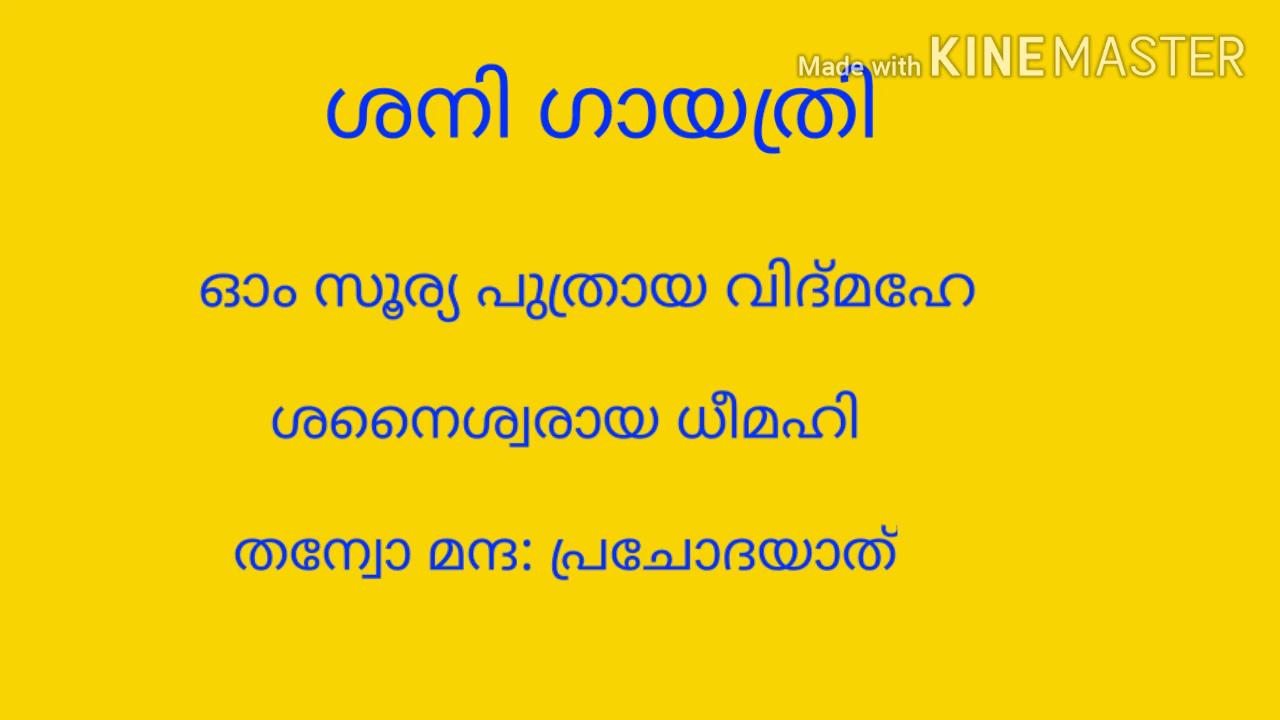 Made with KINEMASTER
ശനി ഗായത്രി
ഓം സൂര്യ പുത്രായ വിദ്മഹേ
ശനൈശ്വരായ ധീമഹി
തന്വോ മന്ദ: പ്രചോദയാത്